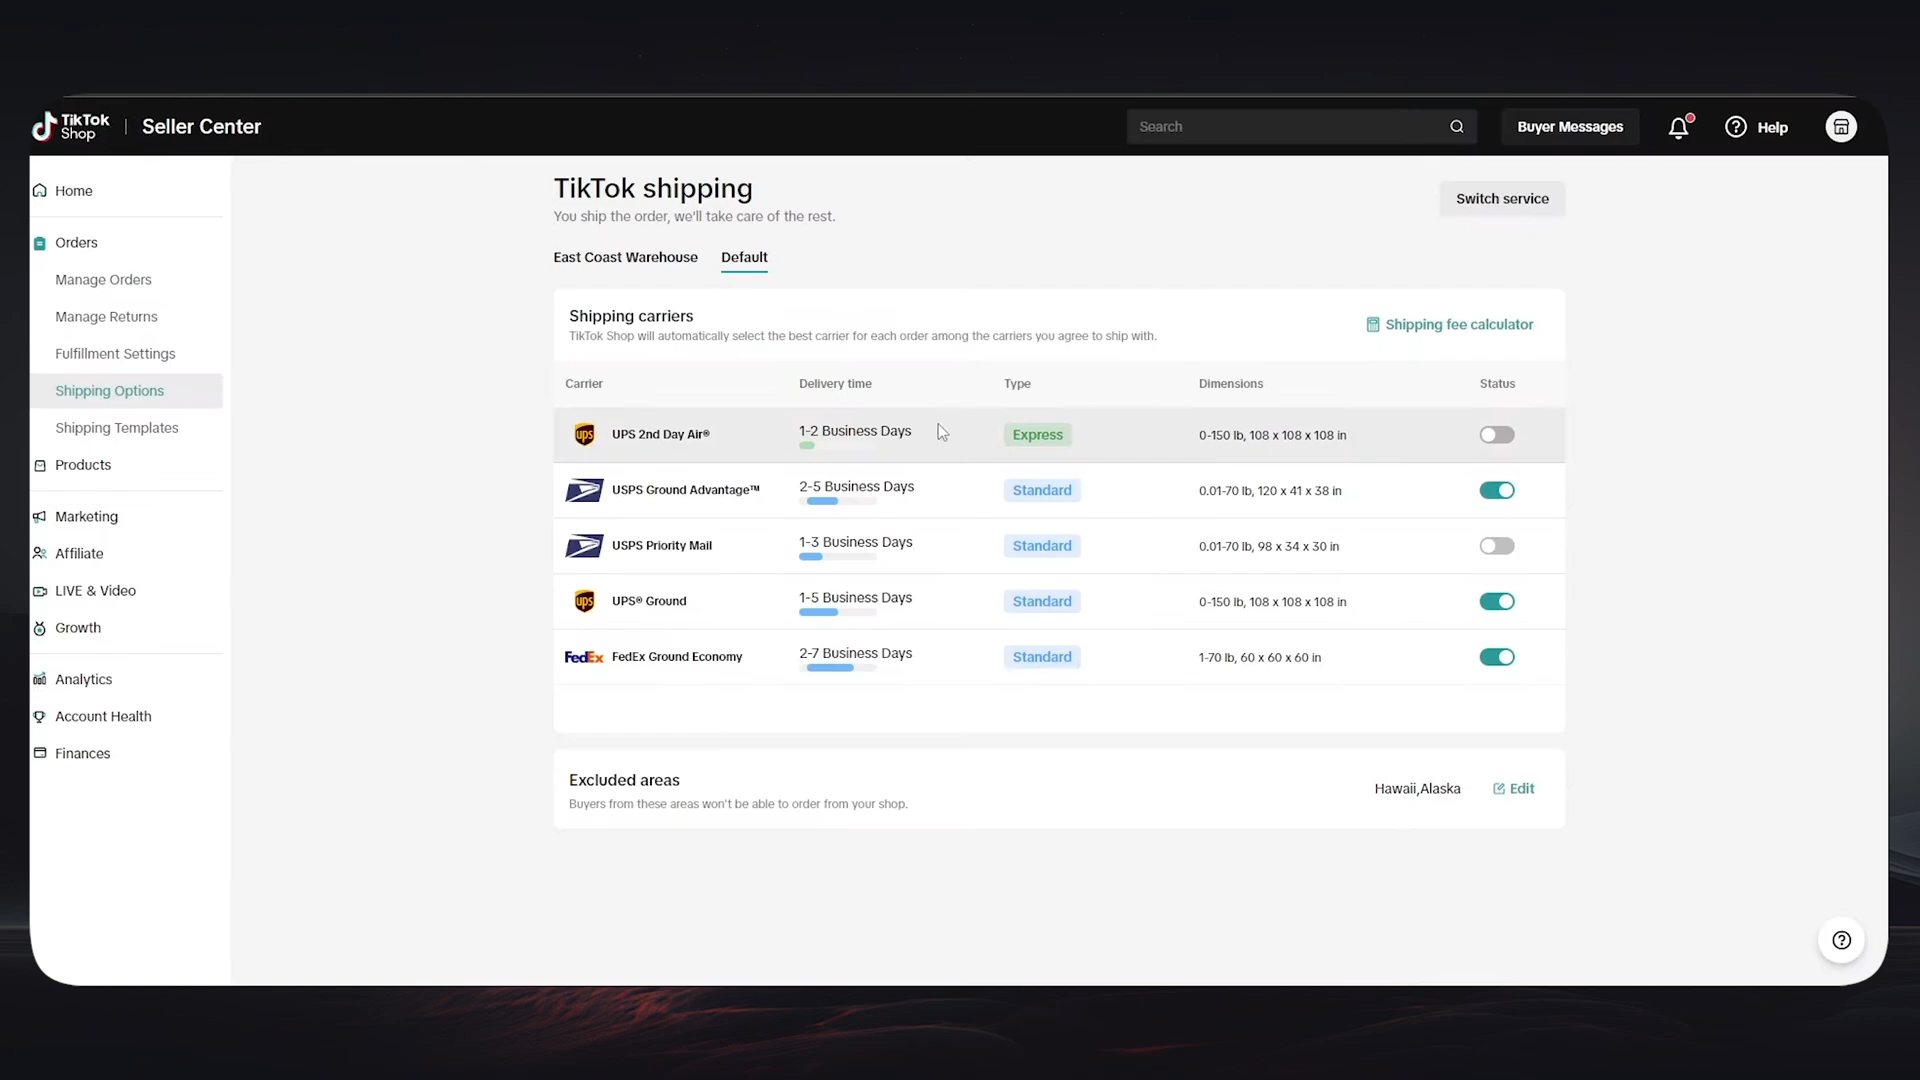 TikTok
Shop
Seller Center
Search
Buyer Messages
Help
Home
Orders
Manage Orders
Manage Returns
Fulfillment Settings
Shipping Options
Shipping Templates
Products
Marketing
Affiliate
LIVE & Video
Growth
Analytics
Account Health
Finances
TikTok shipping
You ship the order, we'll take care of the rest.
Switch service
East Coast Warehouse
Default
Shipping carriers
TikTok Shop will automatically select the best carrier for each order among the carriers you agree to ship with.
Shipping fee calculator
Carrier Delivery time Type Dimensions Status
ups UPS 2nd Day Air® 1-2 Business Days Express 0-150 lb, 108 x 108 x 108 in
USPS Ground Advantage™ 2-5 Business Days Standard 0.01-70 lb, 120 x 41 x 38 in
USPS Priority Mail 1-3 Business Days Standard 0.01-70 lb, 98 x 34 x 30 in
ups UPS® Ground 1-5 Business Days Standard 0-150 lb, 108 x 108 x 108 in
FedEx FedEx Ground Economy 2-7 Business Days Standard 1-70 lb, 60 x 60 x 60 in
Excluded areas
Buyers from these areas won't be able to order from your shop.
Hawaii,Alaska
Edit